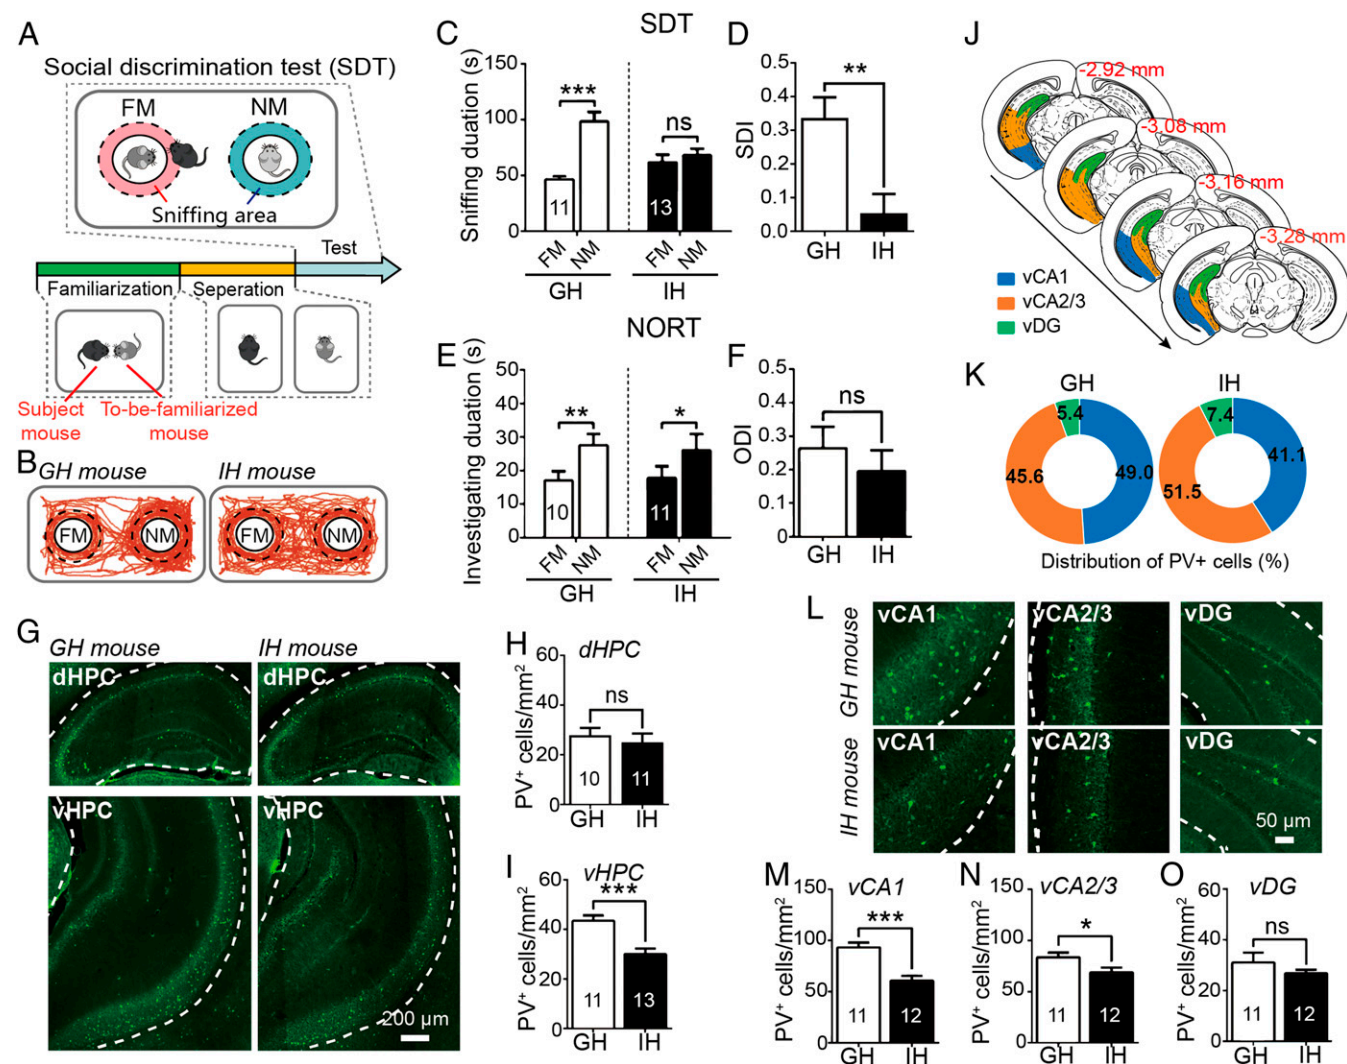 A
Social discrimination test (SDT)
FM NM
Sniffing area
Test
Familiarization Seperation
Subject mouse
To-be-familiarized mouse
B
GH mouse IH mouse
FM NM FM NM
C SDT
Sniffing duation (s)
150
100
50
0
*** ns
11 13
FM NM FM NM
GH IH
D
SDI
0.5
0.4
0.3
0.2
0.1
0.0
**
GH IH
E NORT
Investigating duation (s)
40
30
20
10
0
** *
10 11
FM NM FM NM
GH IH
F
ODI
0.5
0.4
0.3
0.2
0.1
0
ns
GH IH
G
GH mouse IH mouse
dHPC dHPC
vHPC vHPC
200 µm
H dHPC
PV+ cells/mm2
60
40
20
0
ns
10 11
GH IH
I vHPC
PV+ cells/mm2
60
40
20
0
***
11 13
GH IH
J
-2.92 mm
-3.08 mm
-3.16 mm
-3.28 mm
vCA1
vCA2/3
vDG
K
GH IH
5.4 7.4
45.6 49.0 51.5 41.1
Distribution of PV+ cells (%)
L
GH mouse
vCA1 vCA2/3 vDG
IH mouse
vCA1 vCA2/3 vDG
50 µm
M vCA1
PV+ cells/mm2
150
100
50
0
***
11 12
GH IH
N vCA2/3
PV+ cells/mm2
150
100
50
0
*
11 12
GH IH
O vDG
PV+ cells/mm2
60
40
20
0
ns
11 12
GH IH